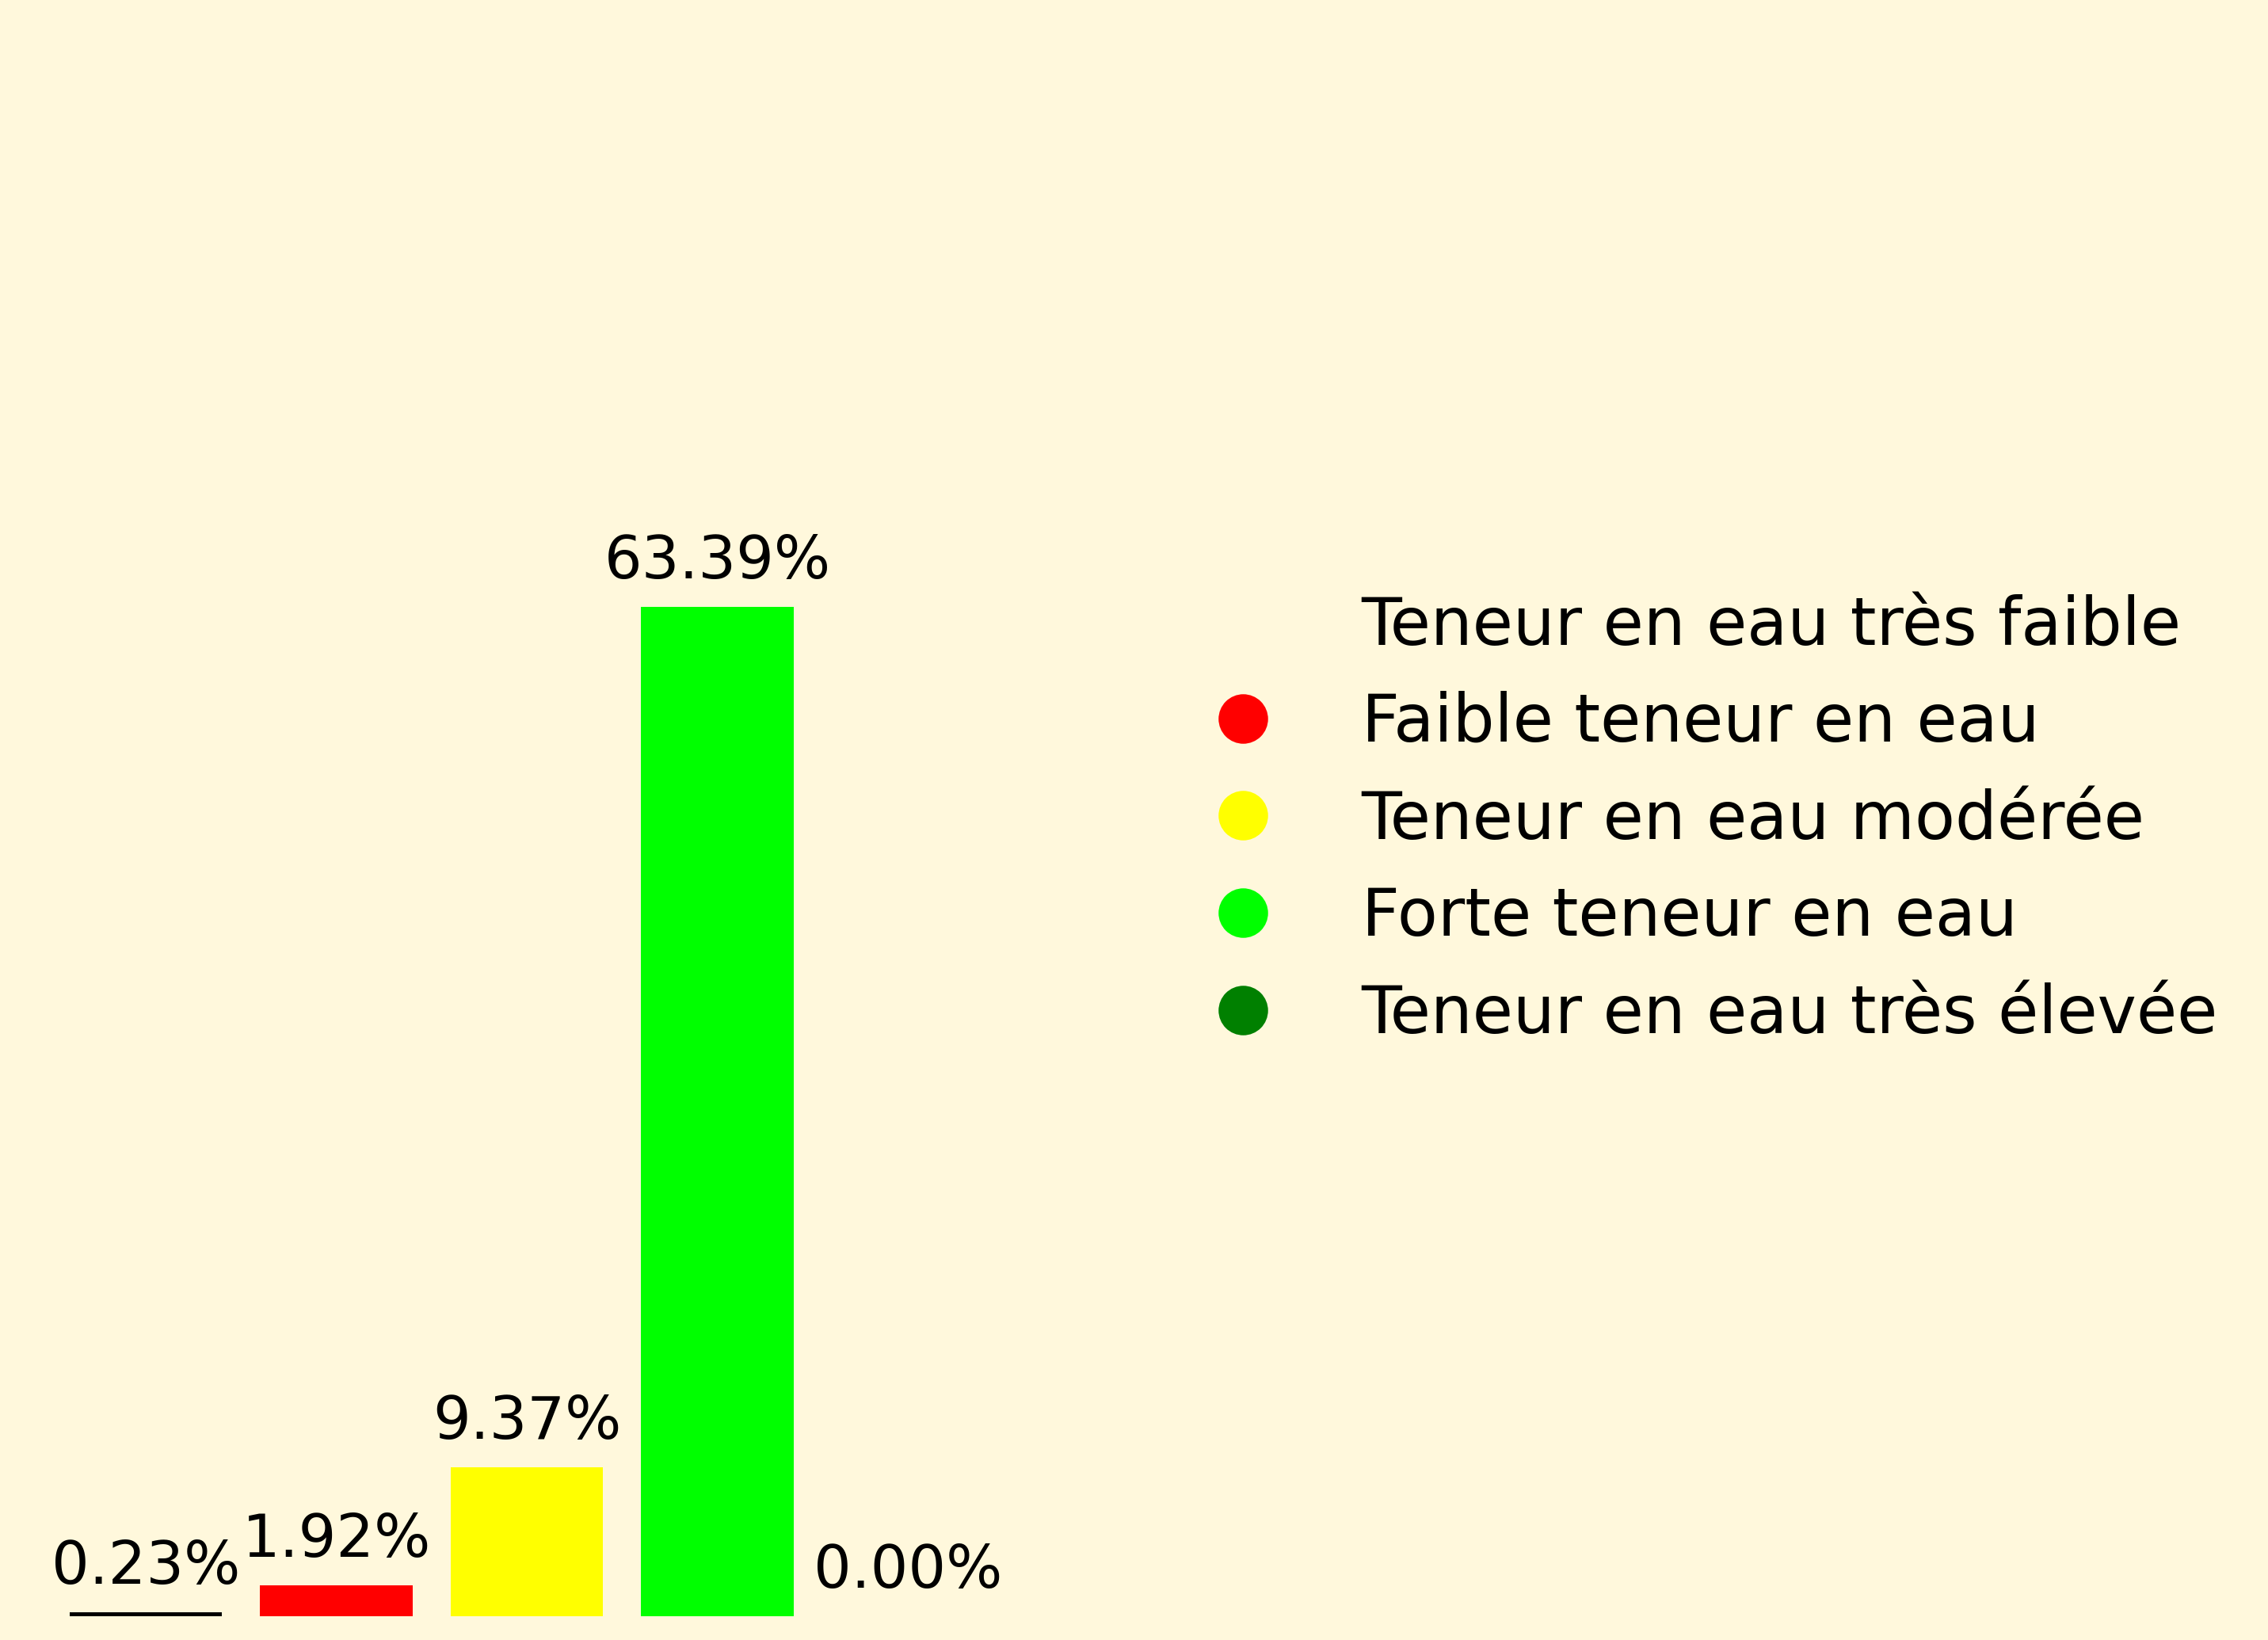 63.39%
9.37%
1.92%
0.23%
0.00%
Teneur en eau très faible
Faible teneur en eau
Teneur en eau modérée
Forte teneur en eau
Teneur en eau très élevée